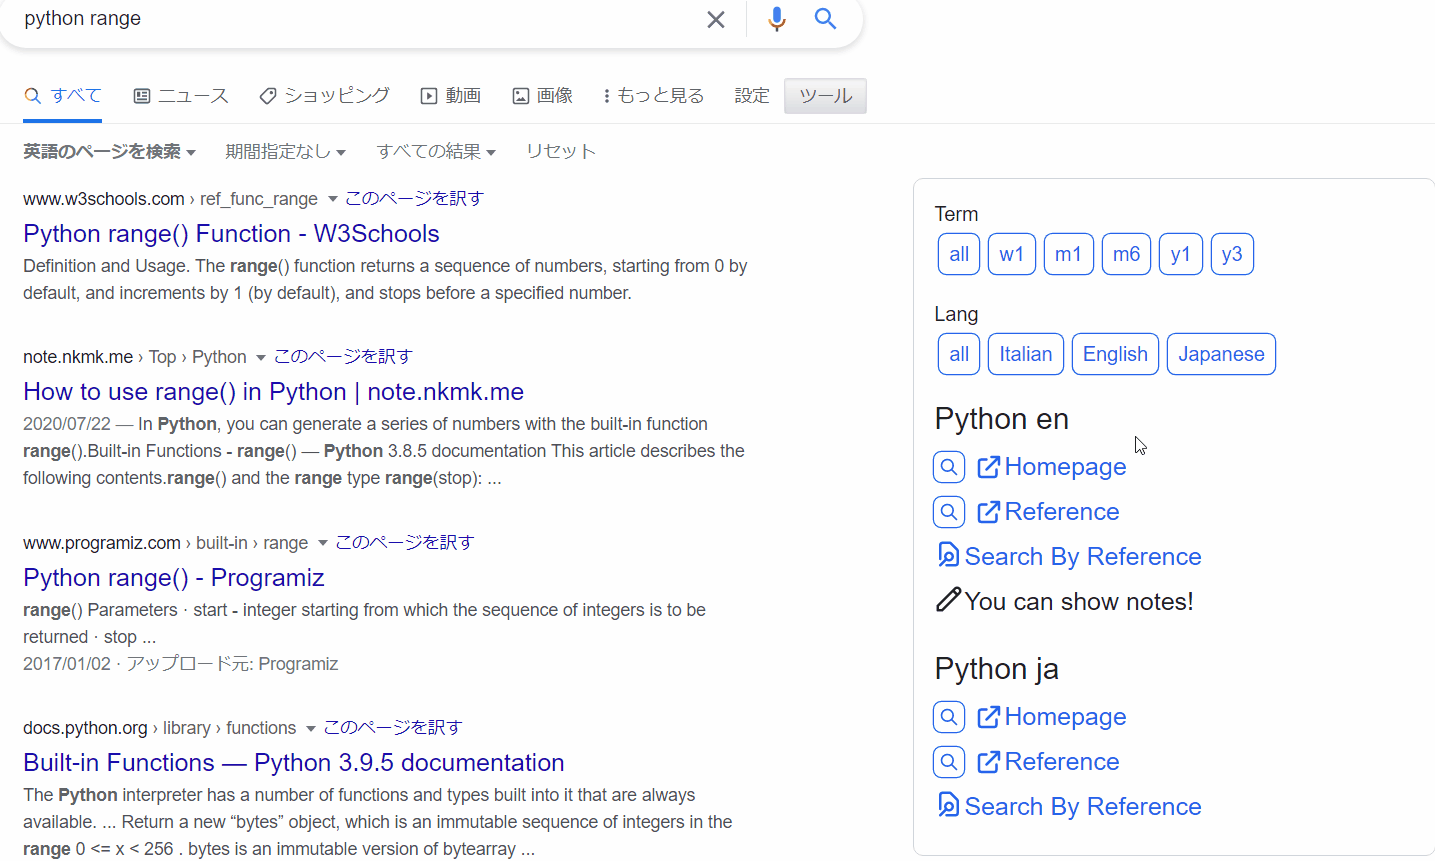 python range
すべて ニュース ショッピング 動画 画像 もっと見る 設定 ツール
英語のページを検索 期間指定なし すべての結果 リセット
www.w3schools.com › ref_func_range このページを訳す
Python range() Function - W3Schools
Definition and Usage. The range() function returns a sequence of numbers, starting from 0 by
default, and increments by 1 (by default), and stops before a specified number.
note.nkmk.me › Top › Python このページを訳す
How to use range() in Python | note.nkmk.me
2020/07/22 — In Python, you can generate a series of numbers with the built-in function
range().Built-in Functions - range() — Python 3.8.5 documentation This article describes the
following contents.range() and the range type range(stop): ...
www.programiz.com › built-in › range このページを訳す
Python range() - Programiz
range() Parameters · start - integer starting from which the sequence of integers is to be
returned · stop ...
2017/01/02 · アップロード元: Programiz
docs.python.org › library › functions このページを訳す
Built-in Functions — Python 3.9.5 documentation
The Python interpreter has a number of functions and types built into it that are always
available. ... Return a new “bytes” object, which is an immutable sequence of integers in the
range 0 <= x < 256 . bytes is an immutable version of bytearray ...
Term
all w1 m1 m6 y1 y3
Lang
all Italian English Japanese
Python en
Homepage
Reference
Search By Reference
You can show notes!
Python ja
Homepage
Reference
Search By Reference